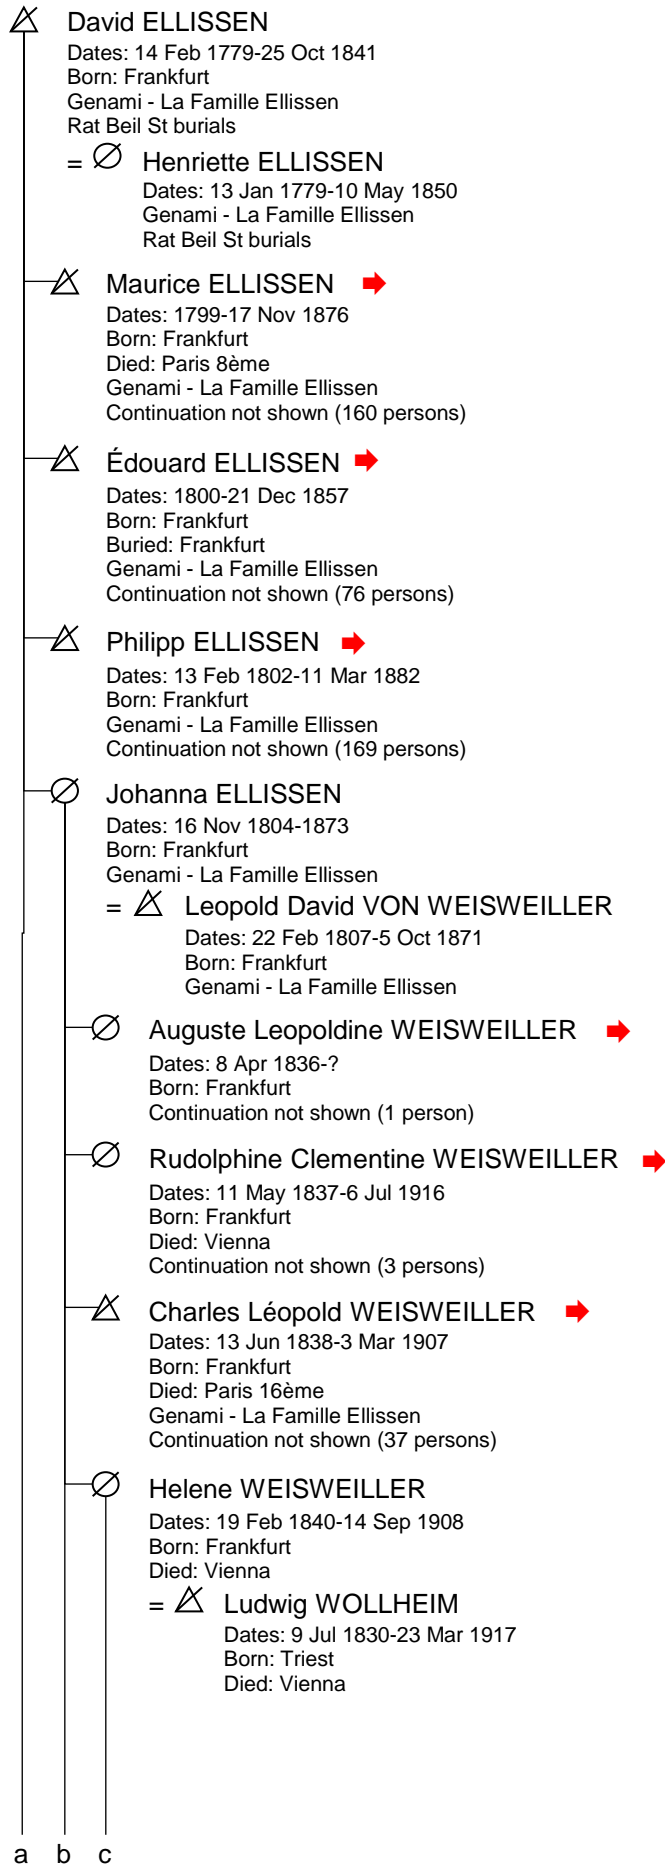 David ELLISSEN
Dates: 14 Feb 1779-25 Oct 1841
Born: Frankfurt
Genami - La Famille Ellissen
Rat Beil St burials
= Henriette ELLISSEN
Dates: 13 Jan 1779-10 May 1850
Genami - La Famille Ellissen
Rat Beil St burials
Maurice ELLISSEN
Dates: 1799-17 Nov 1876
Born: Frankfurt
Died: Paris 8ème
Genami - La Famille Ellissen
Continuation not shown (160 persons)
Édouard ELLISSEN
Dates: 1800-21 Dec 1857
Born: Frankfurt
Buried: Frankfurt
Genami - La Famille Ellissen
Continuation not shown (76 persons)
Philipp ELLISSEN
Dates: 13 Feb 1802-11 Mar 1882
Born: Frankfurt
Genami - La Famille Ellissen
Continuation not shown (169 persons)
Johanna ELLISSEN
Dates: 16 Nov 1804-1873
Born: Frankfurt
Genami - La Famille Ellissen
= Leopold David VON WEISWEILLER
Dates: 22 Feb 1807-5 Oct 1871
Born: Frankfurt
Genami - La Famille Ellissen
Auguste Leopoldine WEISWEILLER
Dates: 8 Apr 1836-?
Born: Frankfurt
Continuation not shown (1 person)
Rudolphine Clementine WEISWEILLER
Dates: 11 May 1837-6 Jul 1916
Born: Frankfurt
Died: Vienna
Continuation not shown (3 persons)
Charles Léopold WEISWEILLER
Dates: 13 Jun 1838-3 Mar 1907
Born: Frankfurt
Died: Paris 16ème
Genami - La Famille Ellissen
Continuation not shown (37 persons)
Helene WEISWEILLER
Dates: 19 Feb 1840-14 Sep 1908
Born: Frankfurt
Died: Vienna
= Ludwig WOLLHEIM
Dates: 9 Jul 1830-23 Mar 1917
Born: Triest
Died: Vienna
a b c